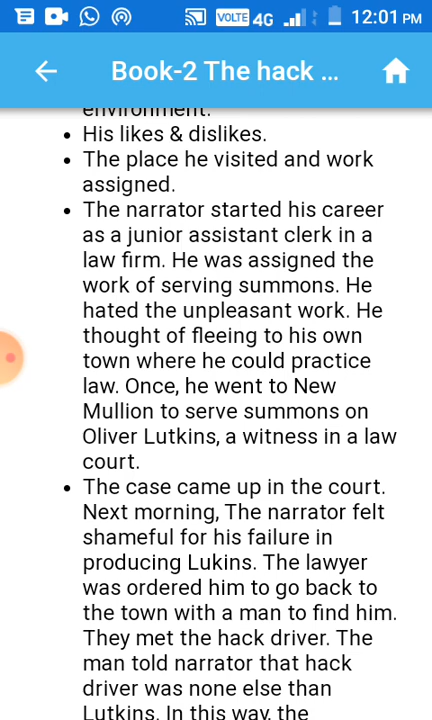 VOLTE 4G 12:01 PM
Book-2 The hack ...
environment.
His likes & dislikes.
The place he visited and work
assigned.
The narrator started his career
as a junior assistant clerk in a
law firm. He was assigned the
work of serving summons. He
hated the unpleasant work. He
thought of fleeing to his own
town where he could practice
law. Once, he went to New
Mullion to serve summons on
Oliver Lutkins, a witness in a law
court.
The case came up in the court.
Next morning, The narrator felt
shameful for his failure in
producing Lukins. The lawyer
was ordered him to go back to
the town with a man to find him.
They met the hack driver. The
man told narrator that hack
driver was none else than
Lutkins. In this way, the